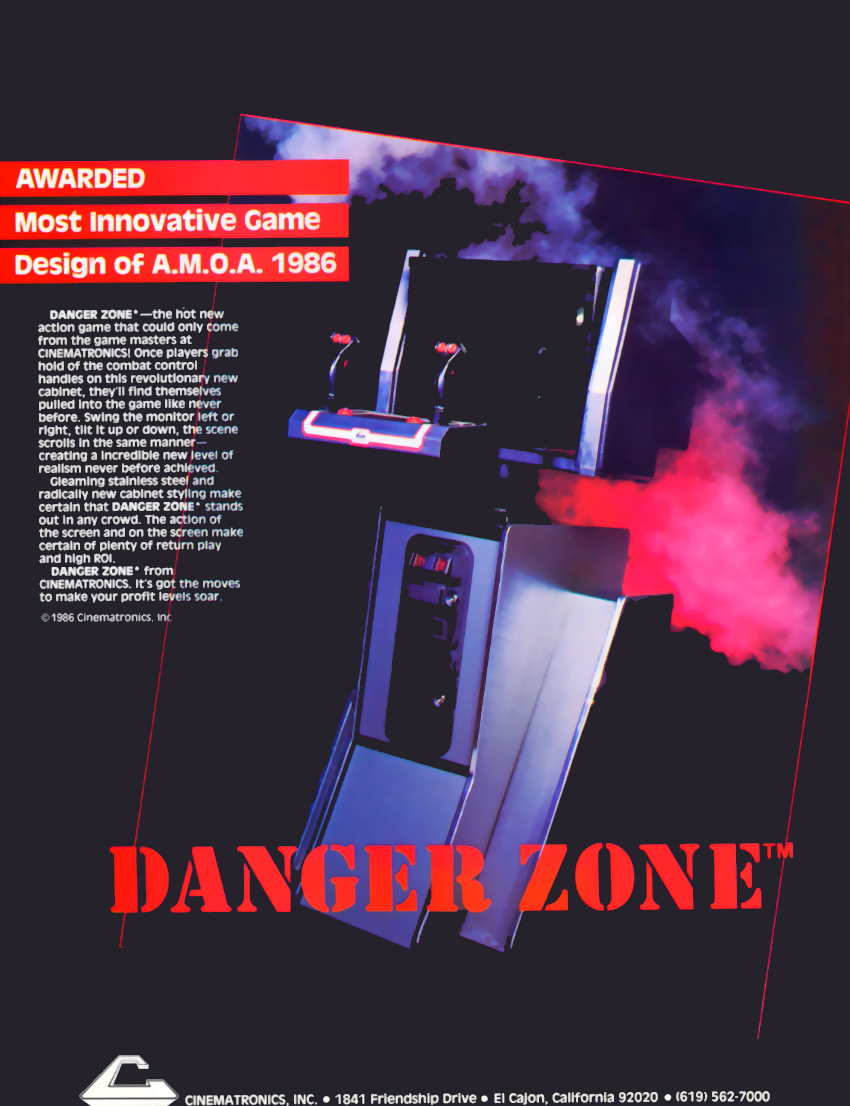 AWARDED
Most Innovative Game
Design of A.M.O.A. 1986
DANGER ZONE*—the hot new
action game that could only come
from the game masters at
CINEMATRONICS! Once players grab
hold of the combat control
handles on this revolutionary new
cabinet, they'll find themselves
pulled into the game like never
before. Swing the monitor left or
right, tilt it up or down, the scene
scrolls in the same manner—
creating a incredible new level of
realism never before achieved.
Gleaming stainless steel and
radically new cabinet styling make
certain that DANGER ZONE* stands
out in any crowd. The action of
the screen and on the screen make
certain of plenty of return play
and high ROI.
DANGER ZONE* from
CINEMATRONICS. It's got the moves
to make your profit levels soar.
©1986 Cinematronics, Inc
DANGER ZONE™
CINEMATRONICS, INC. • 1841 Friendship Drive • El Cajon, California 92020 • (619) 562-7000